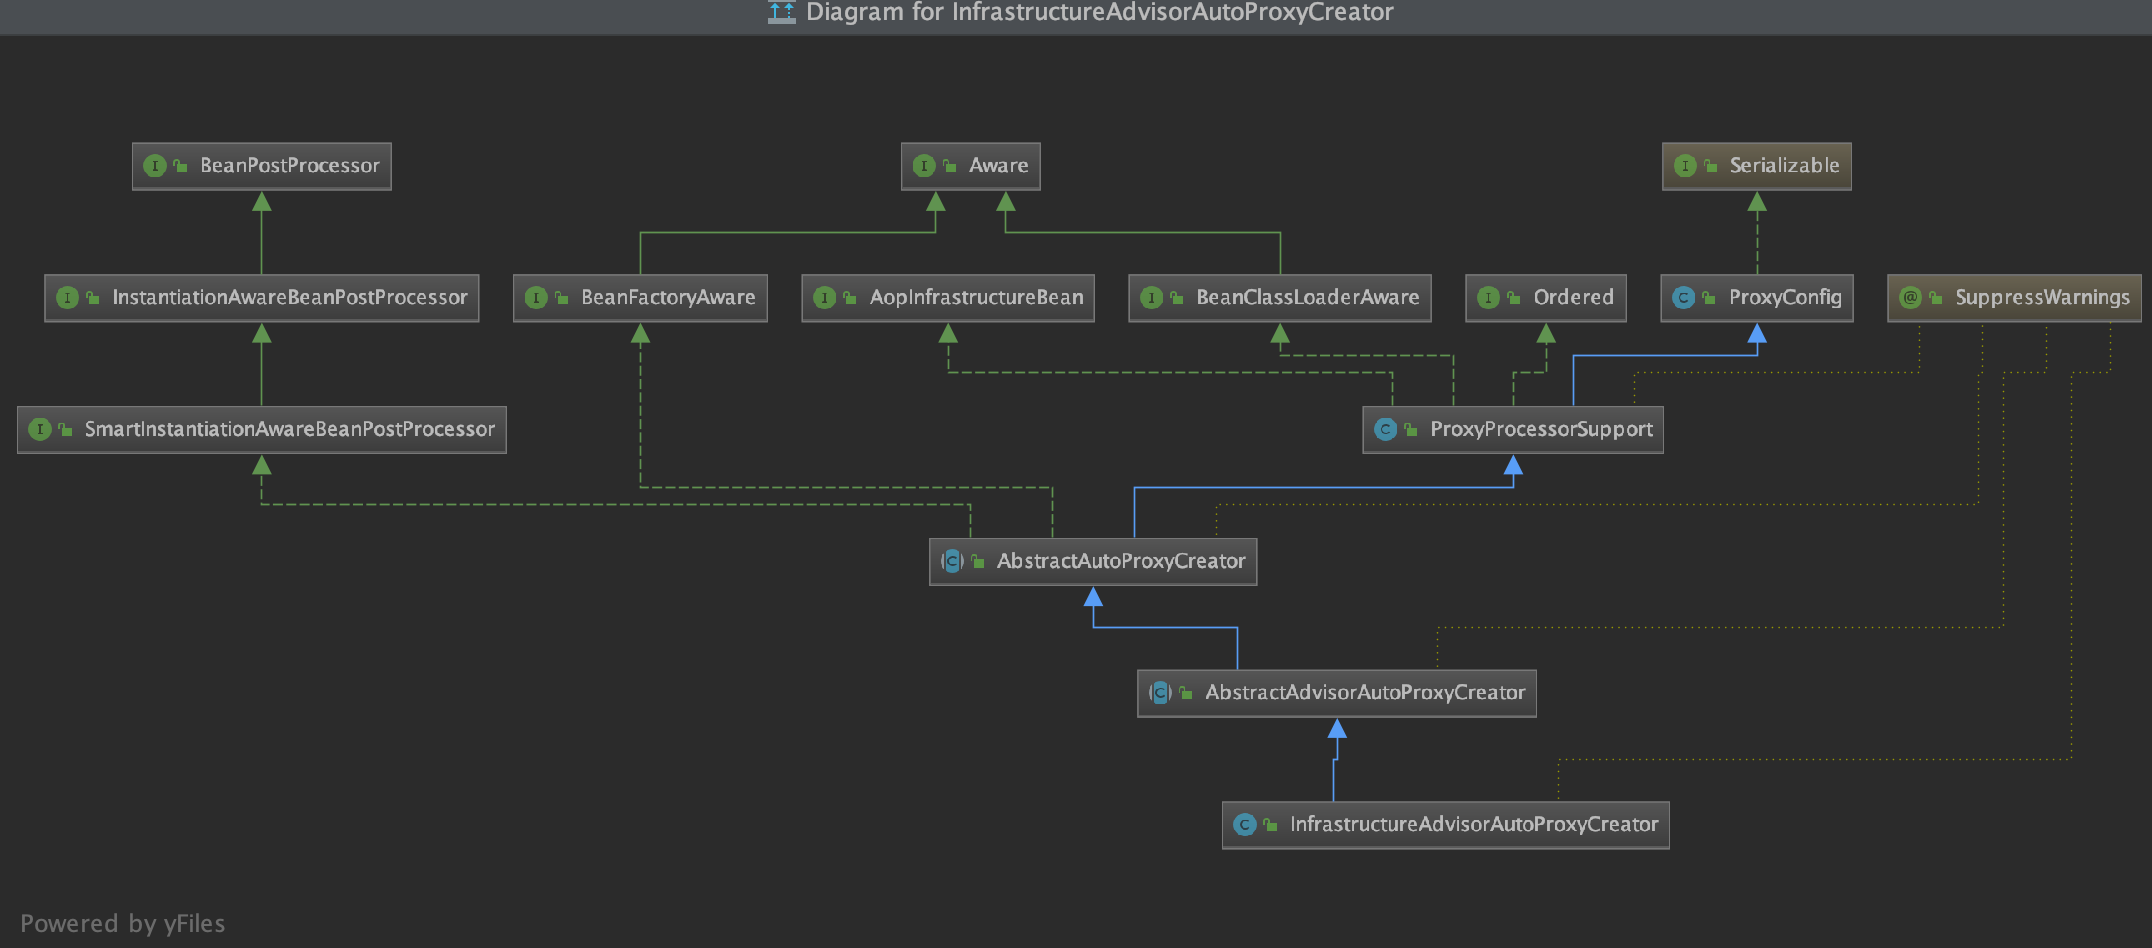 Diagram for InfrastructureAdvisorAutoProxyCreator
I BeanPostProcessor
I Aware
I Serializable
I InstantiationAwareBeanPostProcessor
I BeanFactoryAware
I AopInfrastructureBean
I BeanClassLoaderAware
I Ordered
C ProxyConfig
@ SuppressWarnings
I SmartInstantiationAwareBeanPostProcessor
C ProxyProcessorSupport
C AbstractAutoProxyCreator
C AbstractAdvisorAutoProxyCreator
C InfrastructureAdvisorAutoProxyCreator
Powered by yFiles